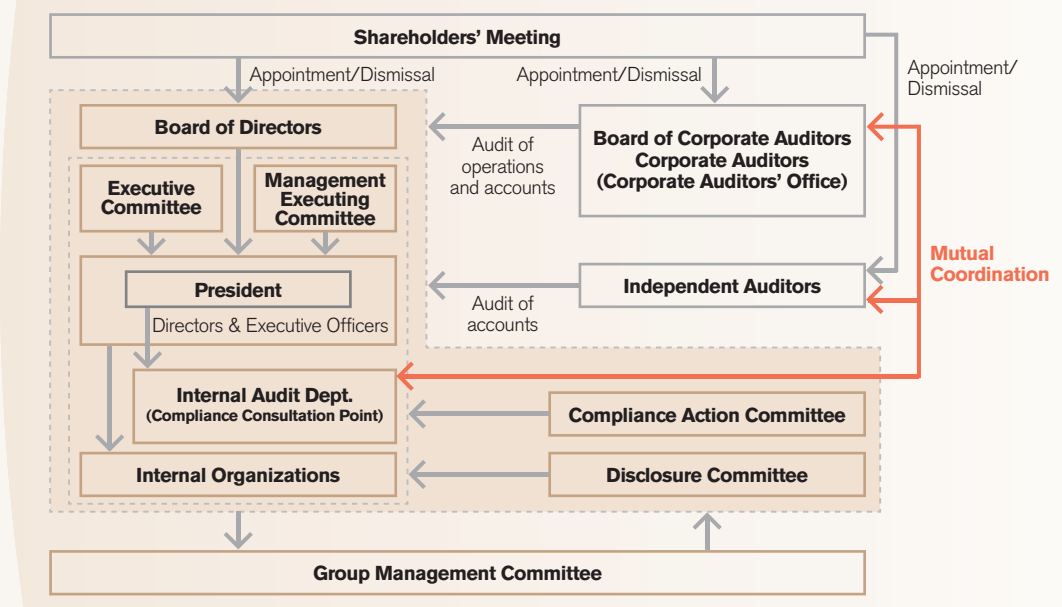 Shareholders’ Meeting
Appointment/Dismissal
Appointment/Dismissal
Appointment/
Dismissal
Board of Directors
Audit of
operations
and accounts
Board of Corporate Auditors
Corporate Auditors
(Corporate Auditors’ Office)
Executive
Committee
Management
Executing
Committee
Mutual
Coordination
President
Directors & Executive Officers
Audit of
accounts
Independent Auditors
Internal Audit Dept.
(Compliance Consultation Point)
Compliance Action Committee
Internal Organizations
Disclosure Committee
Group Management Committee